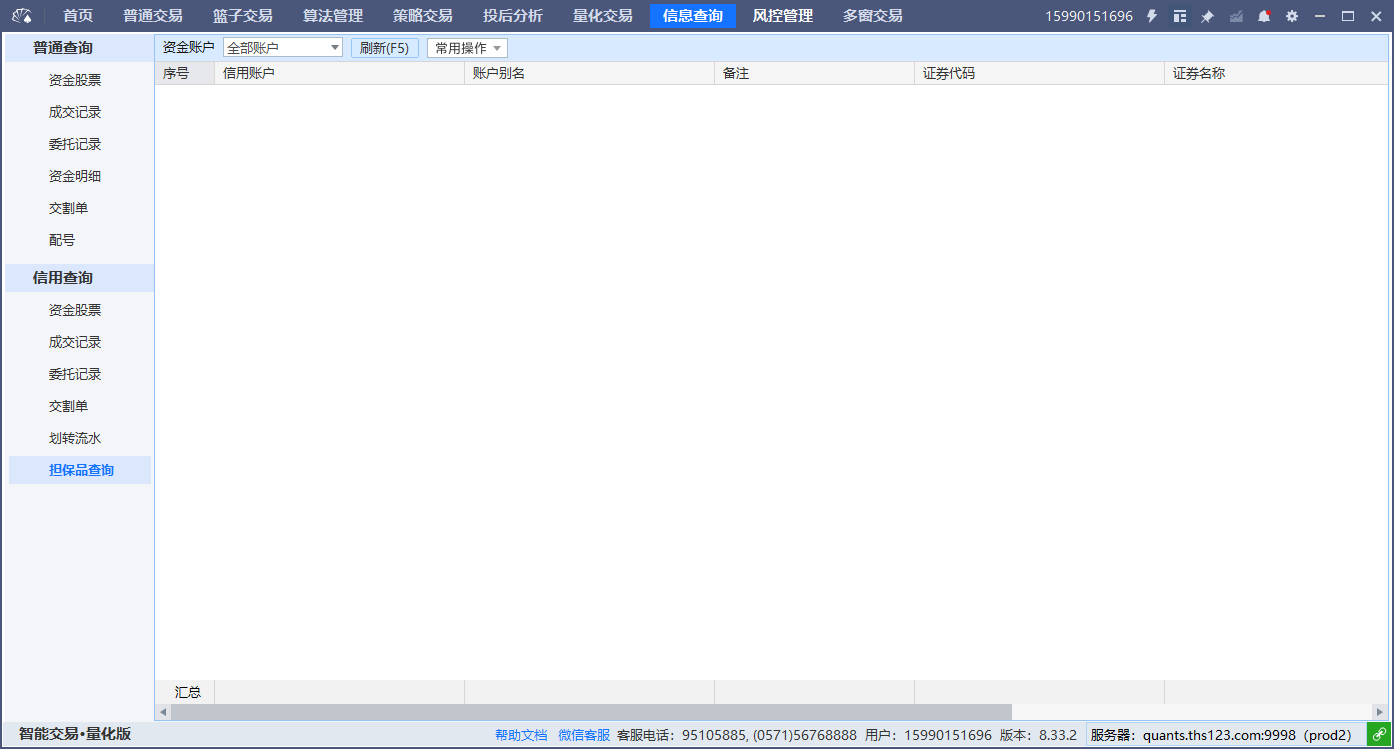 首页 普通交易 篮子交易 算法管理 策略交易 投后分析 量化交易 信息查询 风控管理 多窗交易 15990151696
普通查询
资金股票
成交记录
委托记录
资金明细
交割单
配号
信用查询
资金股票
成交记录
委托记录
交割单
划转流水
担保品查询
资金账户 全部账户 刷新(F5) 常用操作
序号 信用账户 账户别名 备注 证券代码 证券名称
汇总
智能交易•量化版 帮助文档 微信客服 客服电话：95105885, (0571)56768888 用户：15990151696 版本：8.33.2 服务器：quants.ths123.com:9998（prod2）